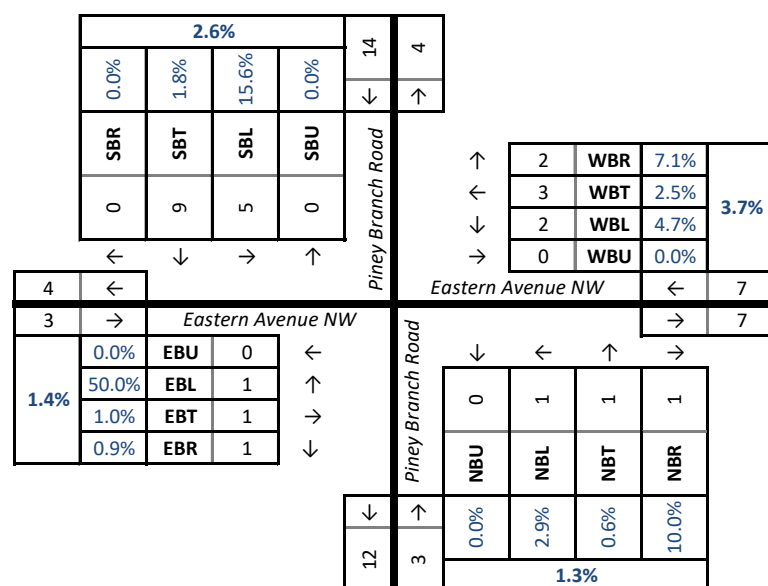 2.6%
14
4
0.0%
1.8%
15.6%
0.0%
↓
↑
SBR
SBT
SBL
SBU
0
9
5
0
← ↓ → ↑
Piney Branch Road
↑ 2 WBR 7.1%
← 3 WBT 2.5%
↓ 2 WBL 4.7%
→ 0 WBU 0.0%
3.7%
4 ←
Eastern Avenue NW
← 7
3 →
Eastern Avenue NW
→ 7
1.4%
0.0% EBU 0 ←
50.0% EBL 1 ↑
1.0% EBT 1 →
0.9% EBR 1 ↓
Piney Branch Road
↓ ← ↑ →
0
1
1
1
NBU
NBL
NBT
NBR
0.0%
2.9%
0.6%
10.0%
↓
↑
12
3
1.3%